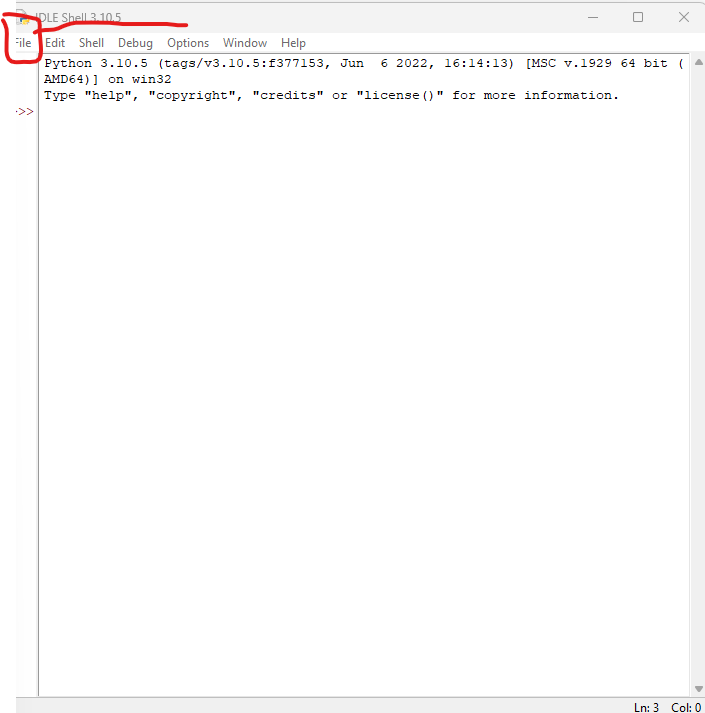 IDLE Shell 3.10.5
File Edit Shell Debug Options Window Help
Python 3.10.5 (tags/v3.10.5:f377153, Jun  6 2022, 16:14:13) [MSC v.1929 64 bit (
AMD64)] on win32
Type "help", "copyright", "credits" or "license()" for more information.
>>
Ln: 3 Col: 0